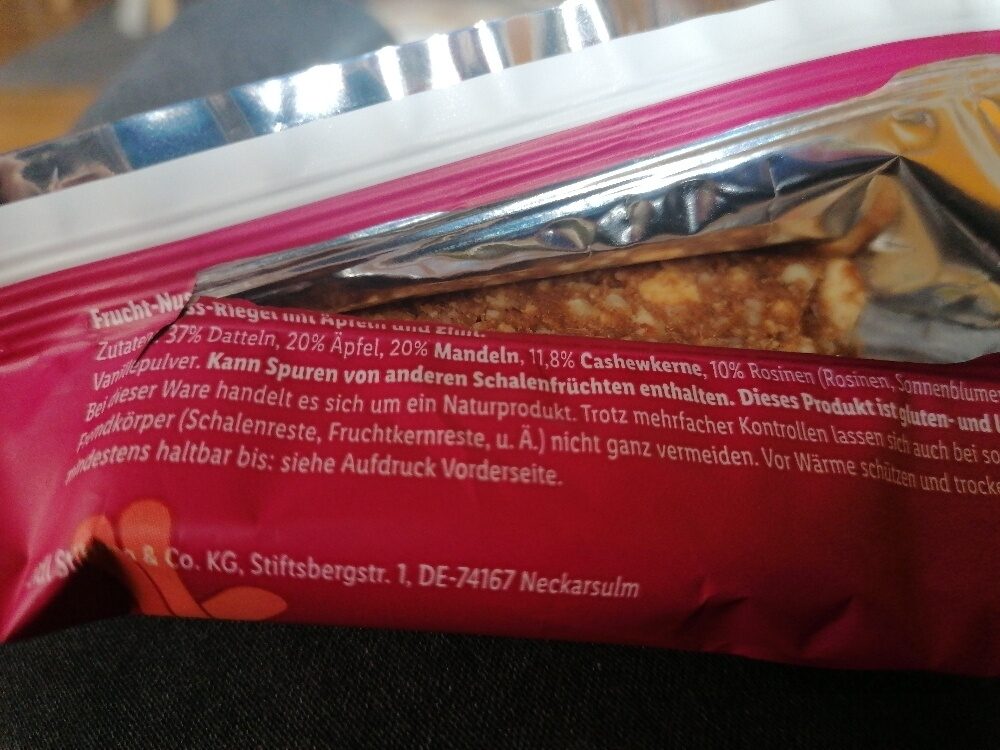 Frucht-Nuss-Riegel mit Äpfeln und Zimt.
Zutaten: 37% Datteln, 20% Äpfel, 20% Mandeln, 11,8% Cashewkerne, 10% Rosinen (Rosinen, Sonnenblume
Vanillepulver. Kann Spuren von anderen Schalenfrüchten enthalten. Dieses Produkt ist gluten- und
Bei dieser Ware handelt es sich um ein Naturprodukt. Trotz mehrfacher Kontrollen lassen sich auch bei so
Fremdkörper (Schalenreste, Fruchtkernreste, u. Ä.) nicht ganz vermeiden. Vor Wärme schützen und trocke
mindestens haltbar bis: siehe Aufdruck Vorderseite.
& Co. KG, Stiftsbergstr. 1, DE-74167 Neckarsulm